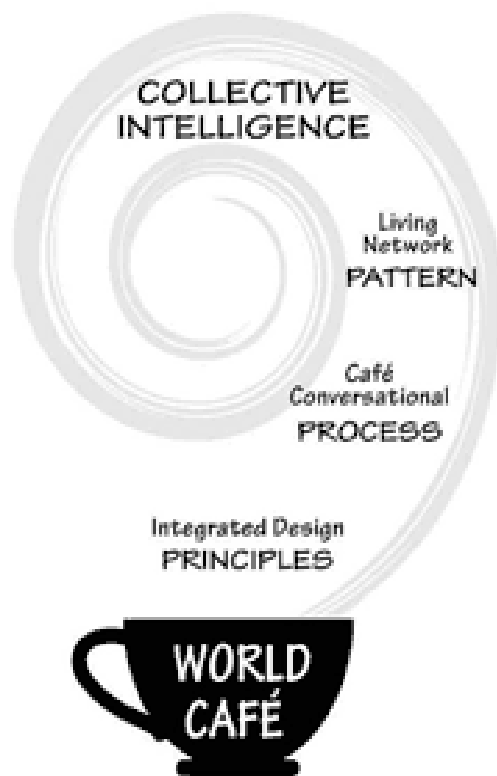 COLLECTIVE
INTELLIGENCE
Living
Network
PATTERN
Café
Conversational
PROCESS
Integrated Design
PRINCIPLES
WORLD
CAFÉ